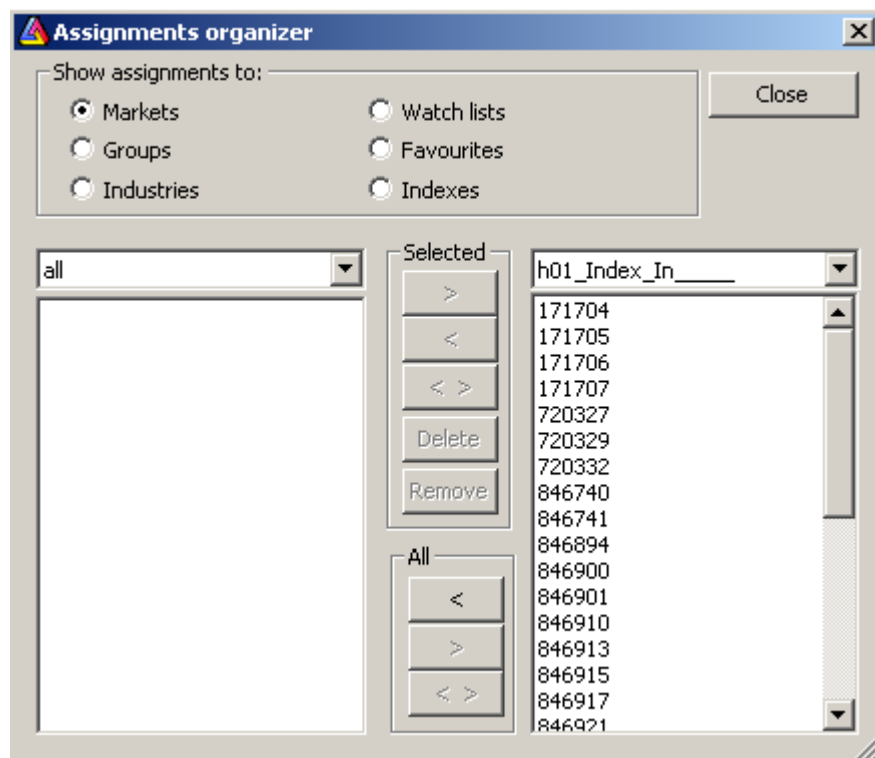 Assignments organizer
Show assignments to:
Markets
Watch lists
Groups
Favourites
Industries
Indexes
Close
all
Selected
>
<
< >
Delete
Remove
All
<
>
< >
h01_Index_In_____
171704
171705
171706
171707
720327
720329
720332
846740
846741
846894
846900
846901
846910
846913
846915
846917
846921